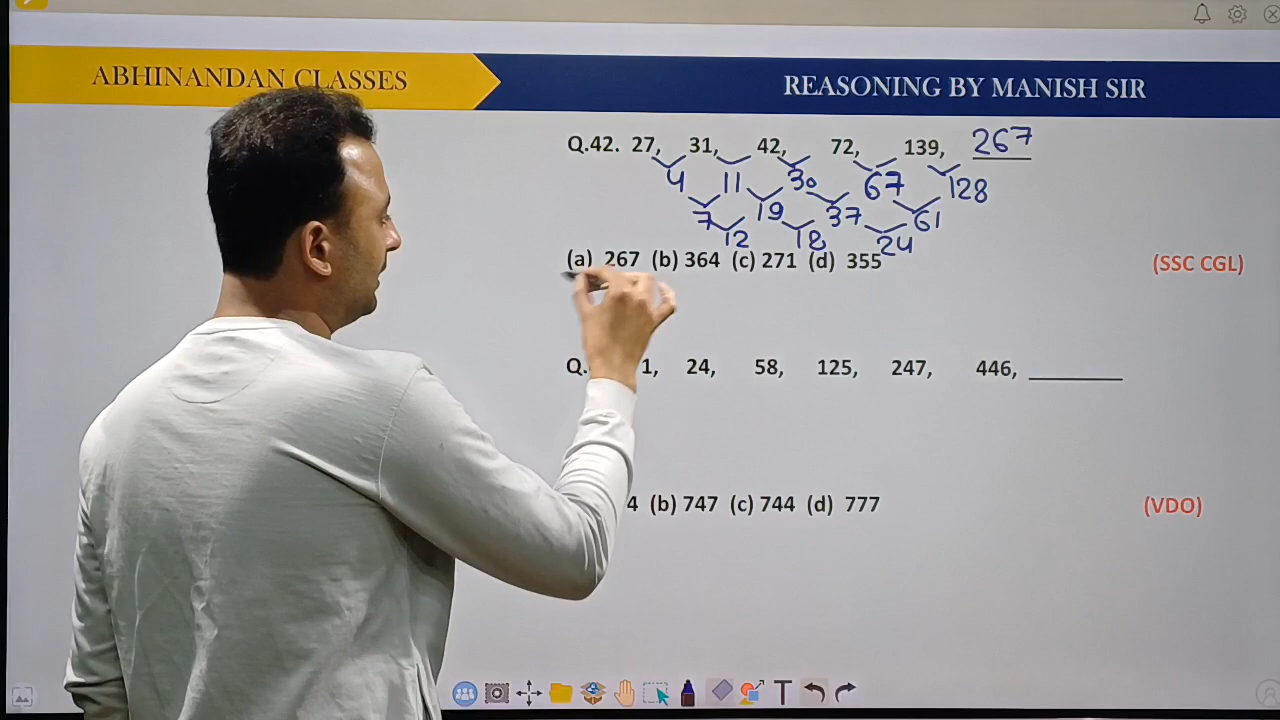 ABHINANDAN CLASSES
REASONING BY MANISH SIR
Q.42. 27, 31, 42, 72, 139, 267
4 11 30 67 128
7 19 37 61
12 18 24
(a) 267 (b) 364 (c) 271 (d) 355 (SSC CGL)
Q. 1, 24, 58, 125, 247, 446,
4 (b) 747 (c) 744 (d) 777 (VDO)
T